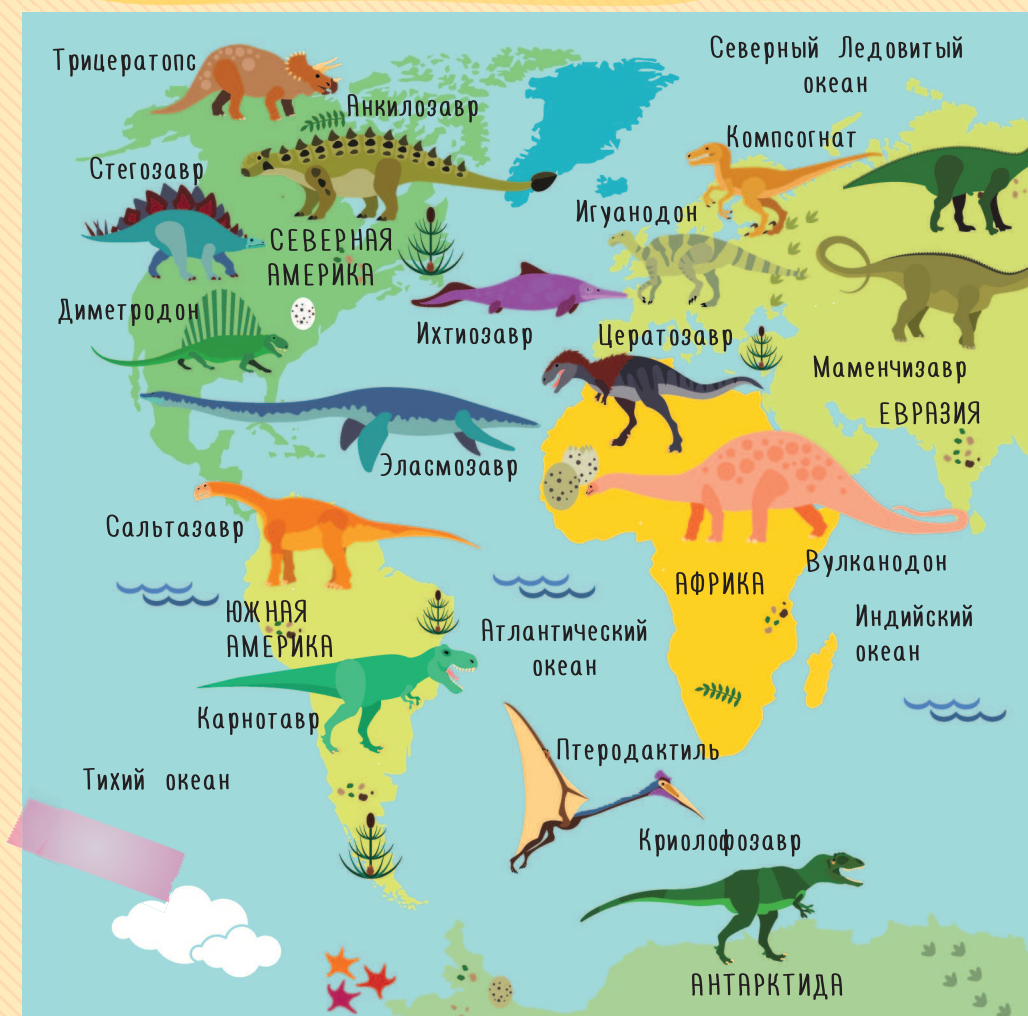 Трицератопс
Северный Ледовитый
океан
Анкилозавр
Компсогнат
Стегозавр
Игуанодон
СЕВЕРНАЯ
АМЕРИКА
Диметродон
Ихтиозавр
Цератозавр
Маменчизавр
ЕВРАЗИЯ
Эласмозавр
Сальтазавр
Вулканодон
АФРИКА
ЮЖНАЯ
АМЕРИКА
Атлантический
океан
Индийский
океан
Карнотавр
Птеродактиль
Тихий океан
Криолофозавр
АНТАРКТИДА